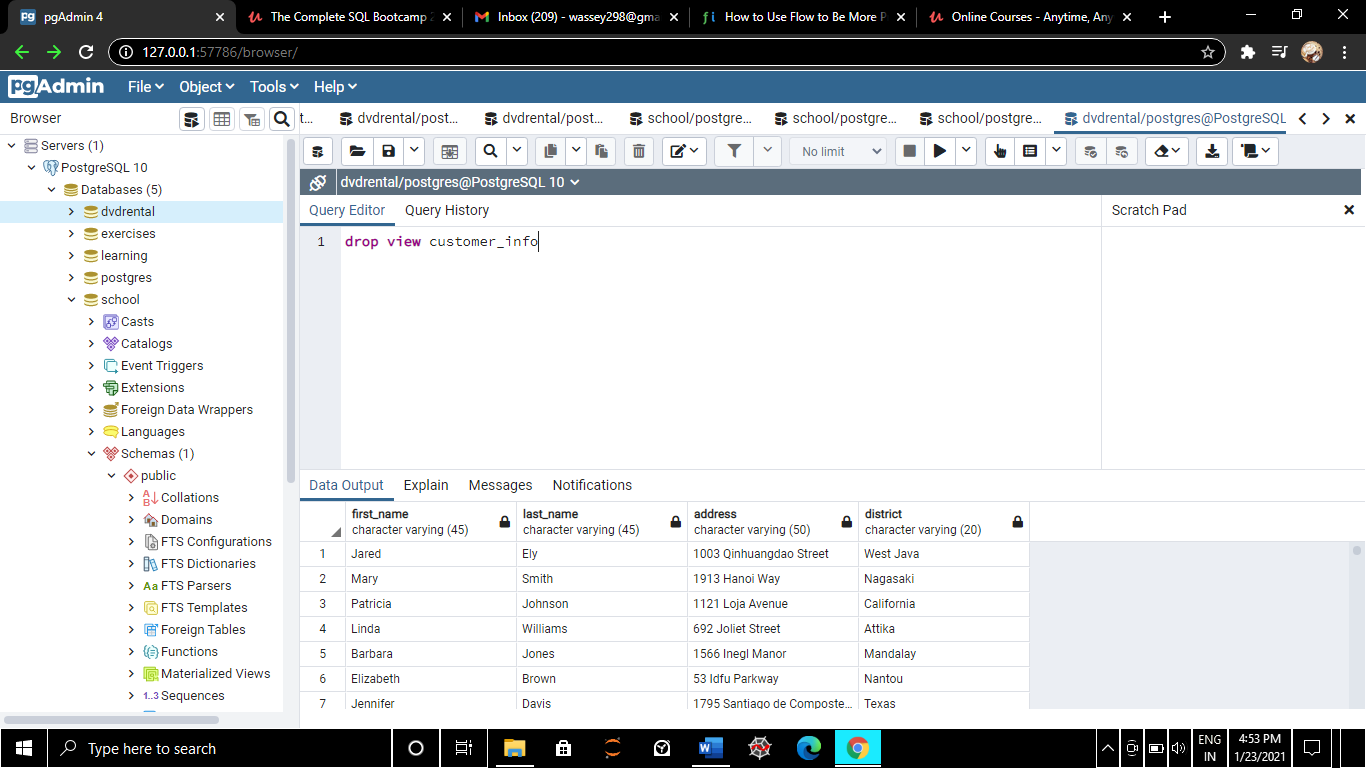 pgAdmin 4
The Complete SQL Bootcamp 2
Inbox (209) - wassey298@gma
How to Use Flow to Be More P
Online Courses - Anytime, Any
127.0.0.1:57786/browser/
pgAdmin File Object Tools Help
Browser
t... dvdrental/post... dvdrental/post... school/postgre... school/postgre... school/postgre... dvdrental/postgres@PostgreSQL
No limit
dvdrental/postgres@PostgreSQL 10
Query Editor Query History
Scratch Pad
1 drop view customer_info
Servers (1)
PostgreSQL 10
Databases (5)
dvdrental
exercises
learning
postgres
school
Casts
Catalogs
Event Triggers
Extensions
Foreign Data Wrappers
Languages
Schemas (1)
public
Collations
Domains
FTS Configurations
FTS Dictionaries
Aa FTS Parsers
FTS Templates
Foreign Tables
Functions
Materialized Views
1..3 Sequences
Data Output Explain Messages Notifications
first_name last_name address district
character varying (45) character varying (45) character varying (50) character varying (20)
1 Jared Ely 1003 Qinhuangdao Street West Java
2 Mary Smith 1913 Hanoi Way Nagasaki
3 Patricia Johnson 1121 Loja Avenue California
4 Linda Williams 692 Joliet Street Attika
5 Barbara Jones 1566 Inegl Manor Mandalay
6 Elizabeth Brown 53 Idfu Parkway Nantou
7 Jennifer Davis 1795 Santiago de Composte... Texas
Type here to search
ENG
IN
4:53 PM
1/23/2021